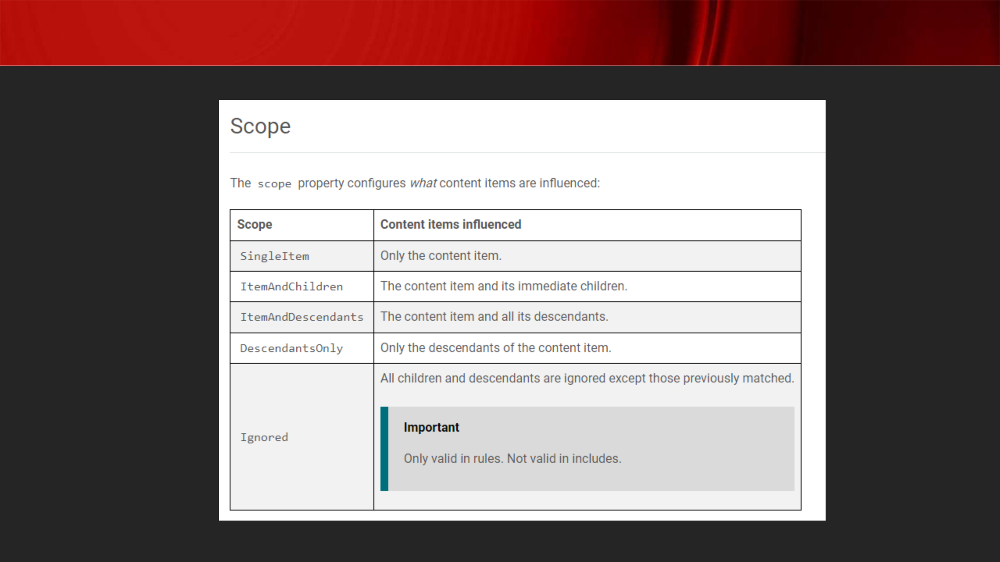 Scope
The scope property configures what content items are influenced:
Scope Content items influenced
SingleItem Only the content item.
ItemAndChildren The content item and its immediate children.
ItemAndDescendants The content item and all its descendants.
DescendantsOnly Only the descendants of the content item.
All children and descendants are ignored except those previously matched.
Important
Ignored
Only valid in rules. Not valid in includes.